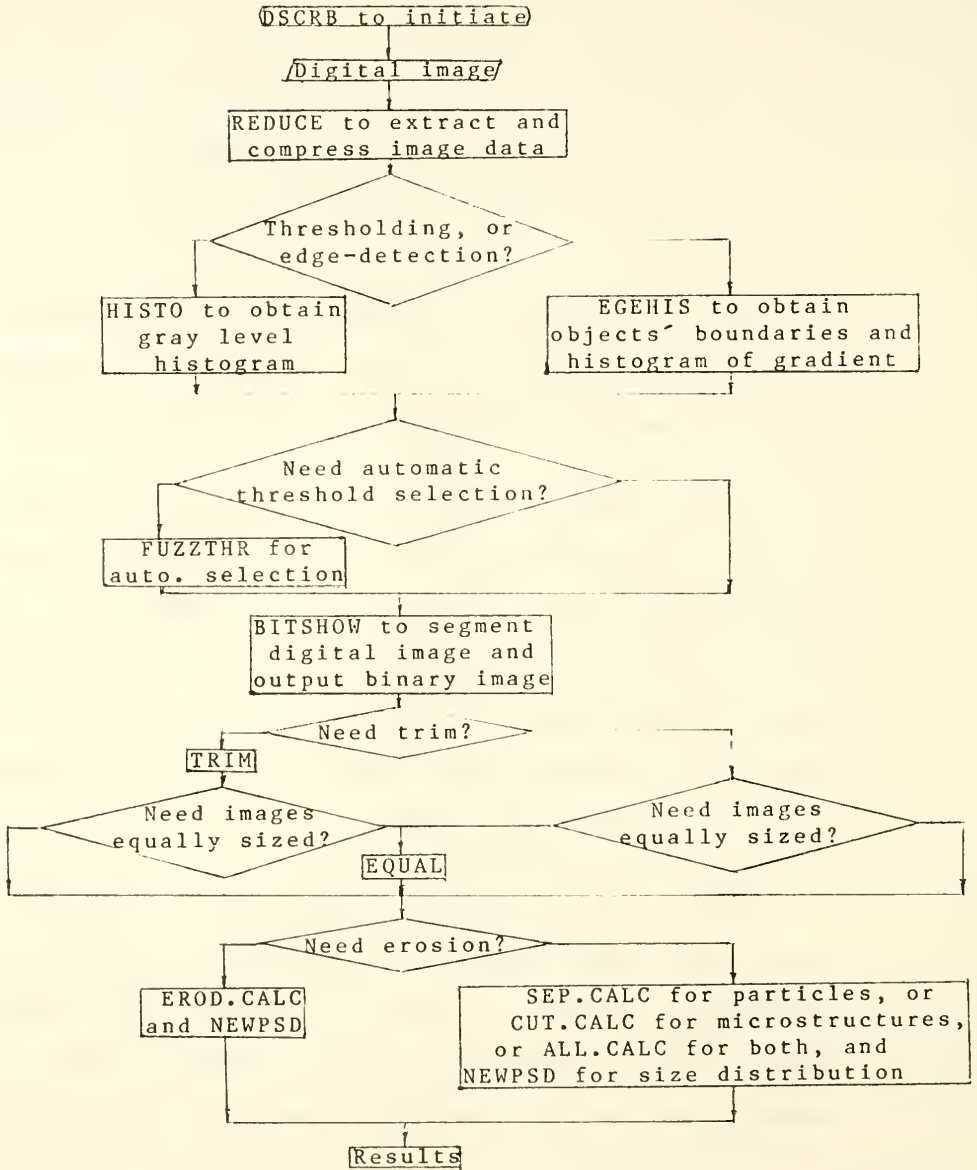 DSCRB to initiate
Digital image
REDUCE to extract and
compress image data
Thresholding, or
edge-detection?
HISTO to obtain
gray level
histogram
EGEHIS to obtain
objects´ boundaries and
histogram of gradient
Need automatic
threshold selection?
FUZZTHR for
auto. selection
BITSHOW to segment
digital image and
output binary image
Need trim?
TRIM
Need images
equally sized?
Need images
equally sized?
EQUAL
Need erosion?
EROD.CALC
and NEWPSD
SEP.CALC for particles, or
CUT.CALC for microstructures,
or ALL.CALC for both, and
NEWPSD for size distribution
Results